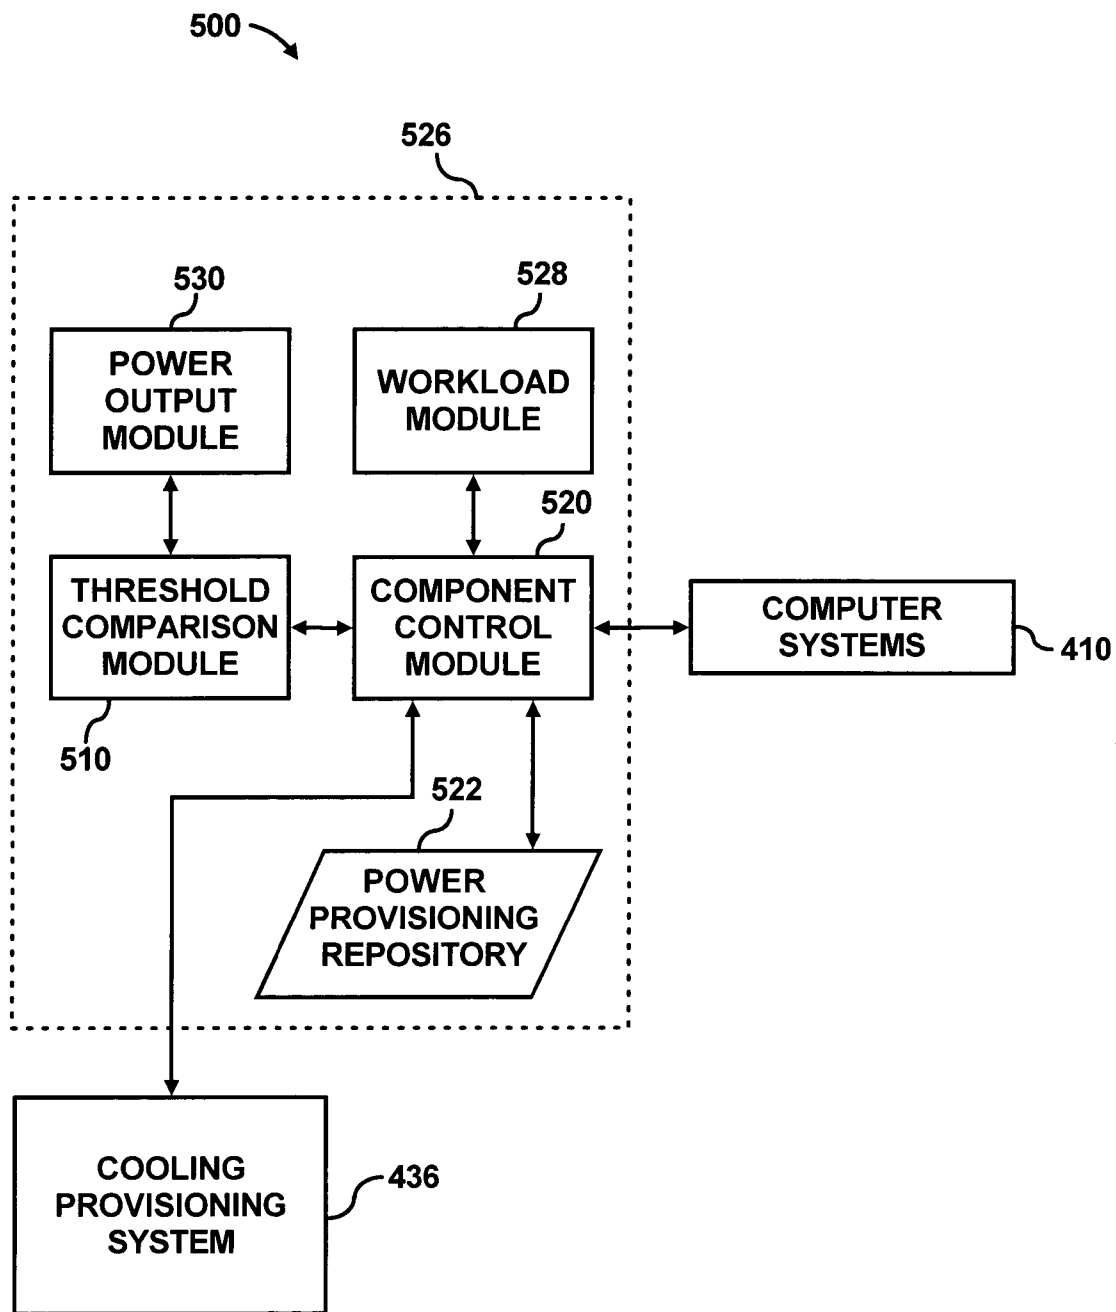 500
526
530
528
POWER
OUTPUT
MODULE
WORKLOAD
MODULE
520
THRESHOLD
COMPARISON
MODULE
COMPONENT
CONTROL
MODULE
COMPUTER
SYSTEMS
410
510
522
POWER
PROVISIONING
REPOSITORY
COOLING
PROVISIONING
SYSTEM
436